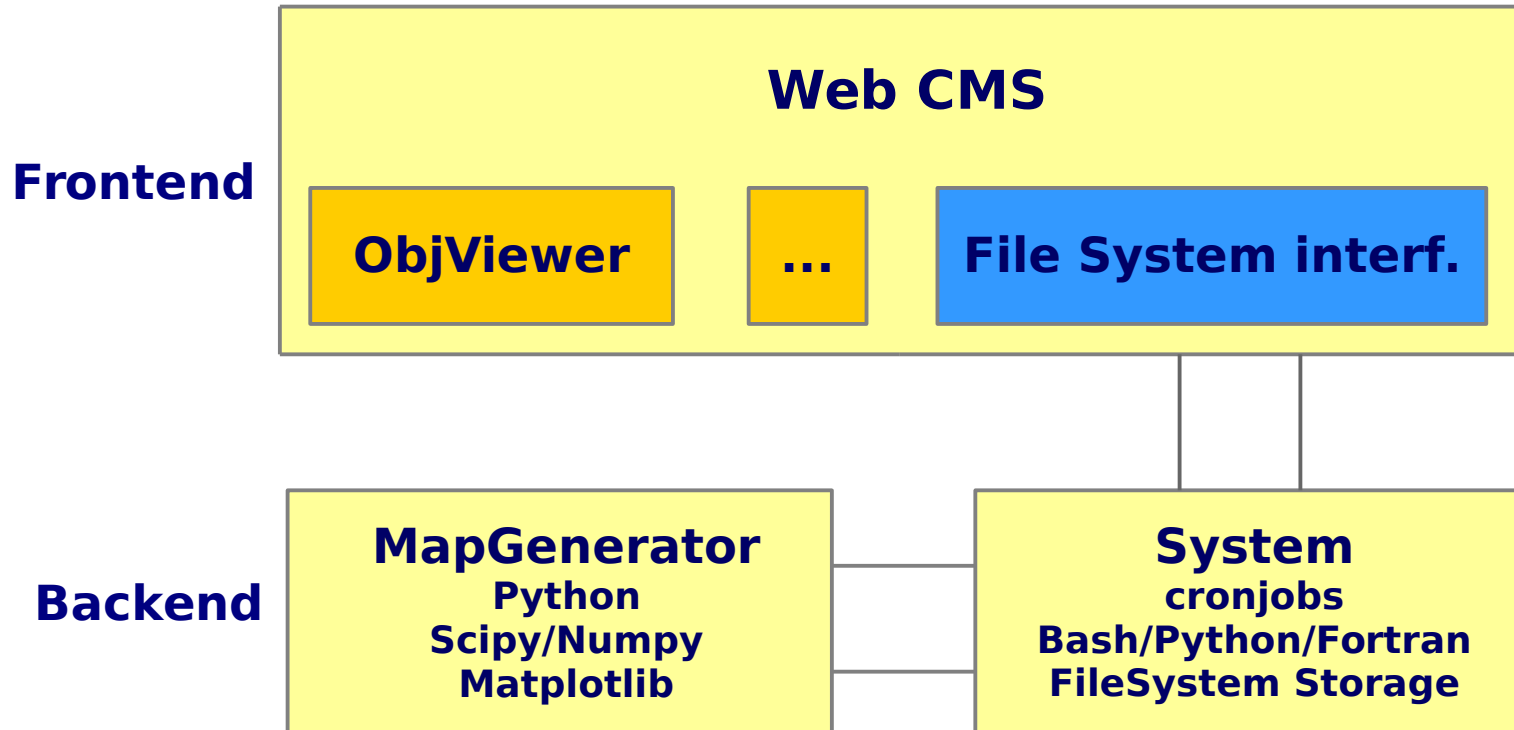 Web CMS
Frontend
ObjViewer
...
File System interf.
Backend
MapGenerator
Python
Scipy/Numpy
Matplotlib
System
cronjobs
Bash/Python/Fortran
FileSystem Storage